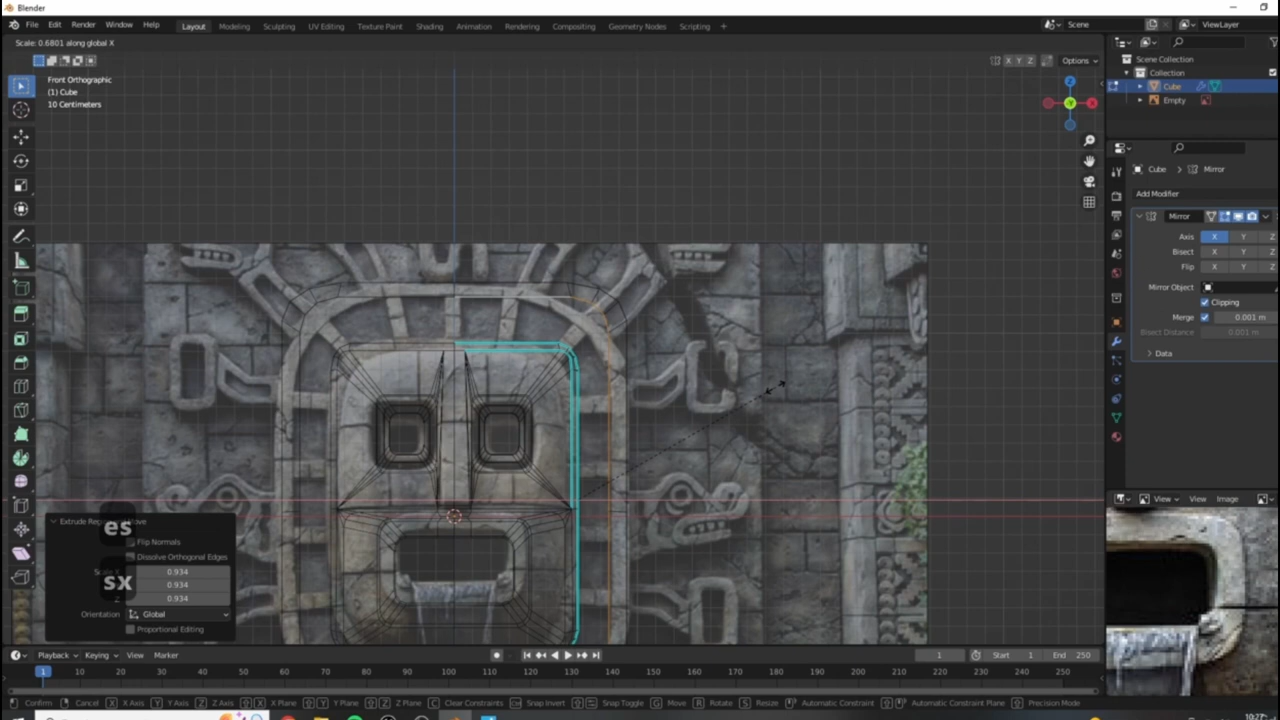 Blender
File Edit Render Window Help Layout Modeling Sculpting UV Editing Texture Paint Shading Animation Rendering Compositing Geometry Nodes Scripting + Scene ViewLayer
Scale: 0.6801 along global X
X Y Z Options
Front Orthographic
(1) Cube
10 Centimeters
Z
X
Y
Scene Collection
Collection
Cube
Empty
Cube > Mirror
Add Modifier
Mirror
Axis X Y Z
Bisect X Y Z
Flip X Y Z
Mirror Object
Clipping
Merge 0.001 m
Bisect Distance 0.001 m
Data
View View Image
Extrude Move
es
Flip Normals
Dissolve Orthogonal Edges
0.934
sx
0.934
Z 0.934
Orientation Global
Proportional Editing
Playback Keying View Marker 1 Start 1 End 250
1 10 20 30 40 50 60 70 80 90 100 110 120 130 140 150 160 170 180 190 200 210 220 230 240 250
Confirm Cancel X X Axis Y Y Axis Z Z Axis X X Plane Y Y Plane Z Z Plane C Clear Constraints Snap Invert Snap Toggle G Move R Rotate S Resize Automatic Constraint Automatic Constraint Plane Precision Mode